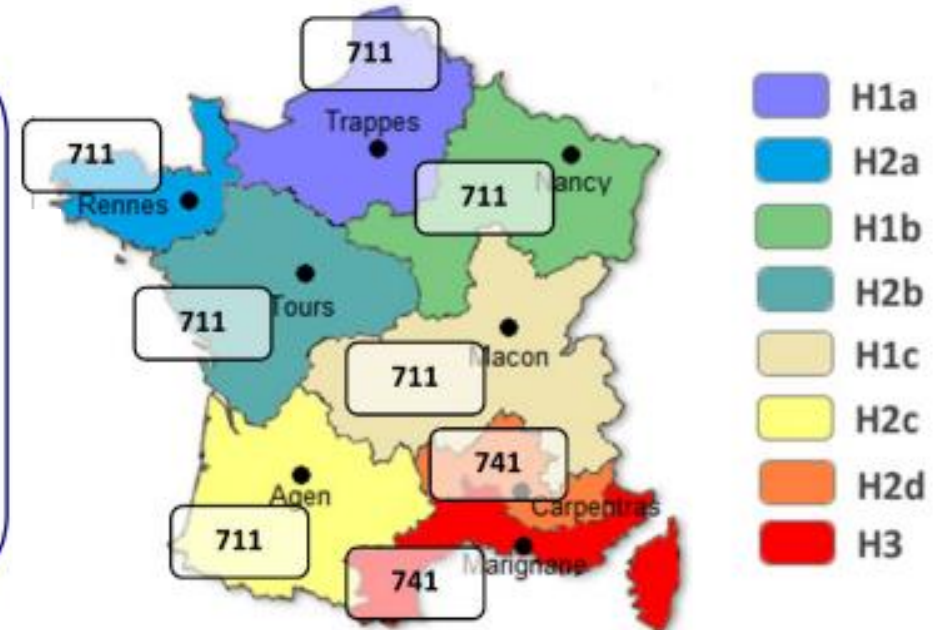 711
Trappes
711
Rennes
711
Nancy
711
Tours
711
Macon
741
Agen
Carpentras
711
741
Marignane
H1a
H2a
H1b
H2b
H1c
H2c
H2d
H3